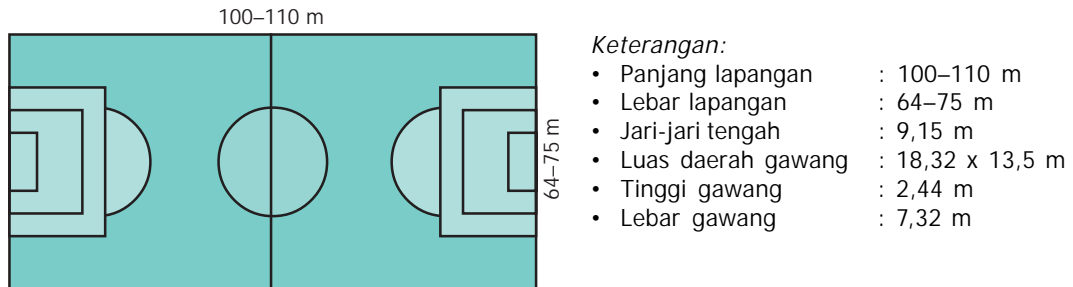 100–110 m
64–75 m
Keterangan:
• Panjang lapangan : 100–110 m
• Lebar lapangan : 64–75 m
• Jari-jari tengah : 9,15 m
• Luas daerah gawang : 18,32 x 13,5 m
• Tinggi gawang : 2,44 m
• Lebar gawang : 7,32 m